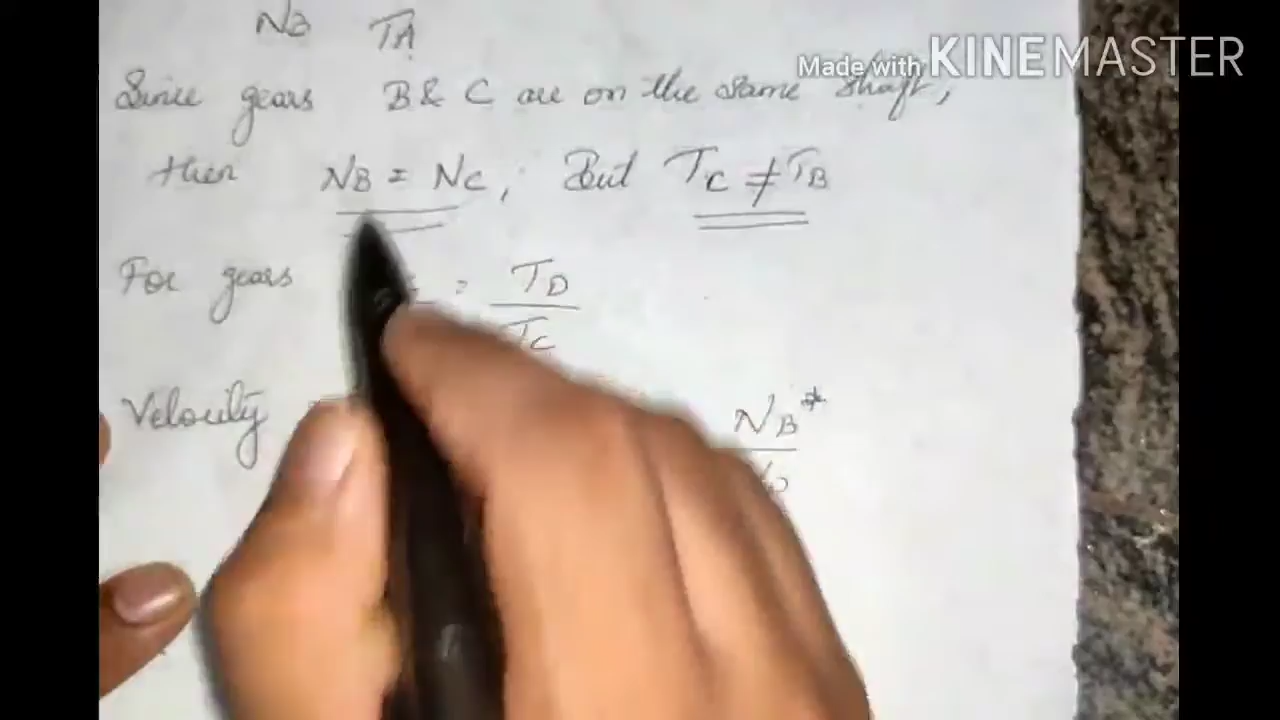 NB TA
Made with KINEMASTER
Since gears B & C are on the same shaft,
then NB = NC, But TC ≠ TB
For gears = TD
TC
Velocity NB*